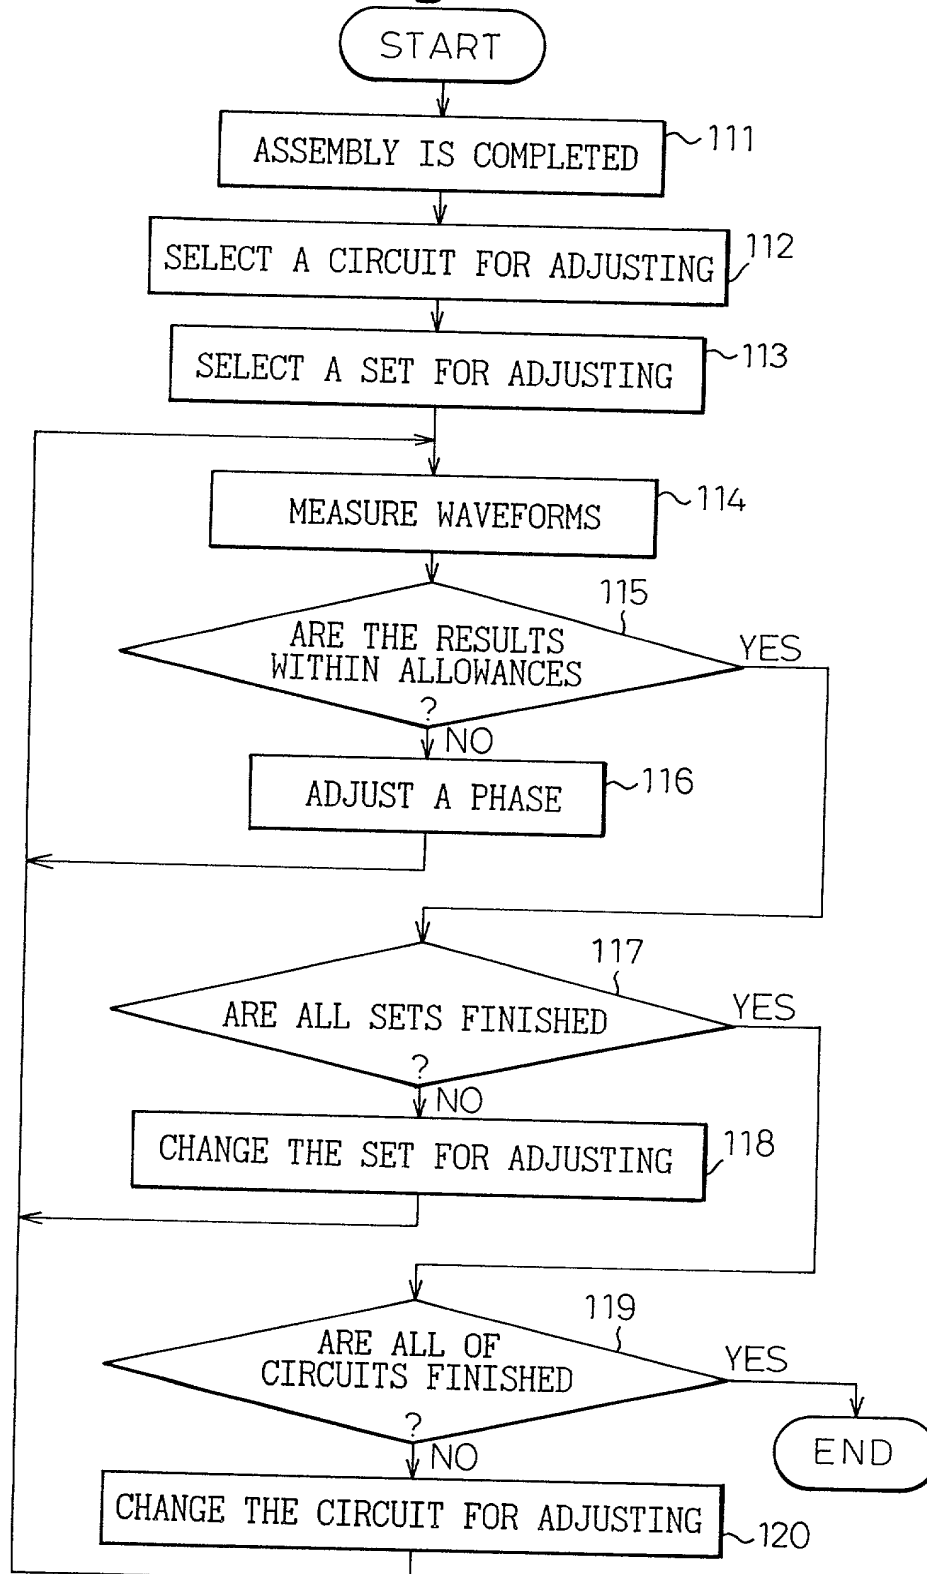 START
ASSEMBLY IS COMPLETED
111
SELECT A CIRCUIT FOR ADJUSTING
112
SELECT A SET FOR ADJUSTING
113
MEASURE WAVEFORMS
114
115
ARE THE RESULTS
WITHIN ALLOWANCES
?
YES
NO
ADJUST A PHASE
116
117
ARE ALL SETS FINISHED
?
YES
NO
CHANGE THE SET FOR ADJUSTING
118
119
ARE ALL OF
CIRCUITS FINISHED
?
YES
NO
END
CHANGE THE CIRCUIT FOR ADJUSTING
120